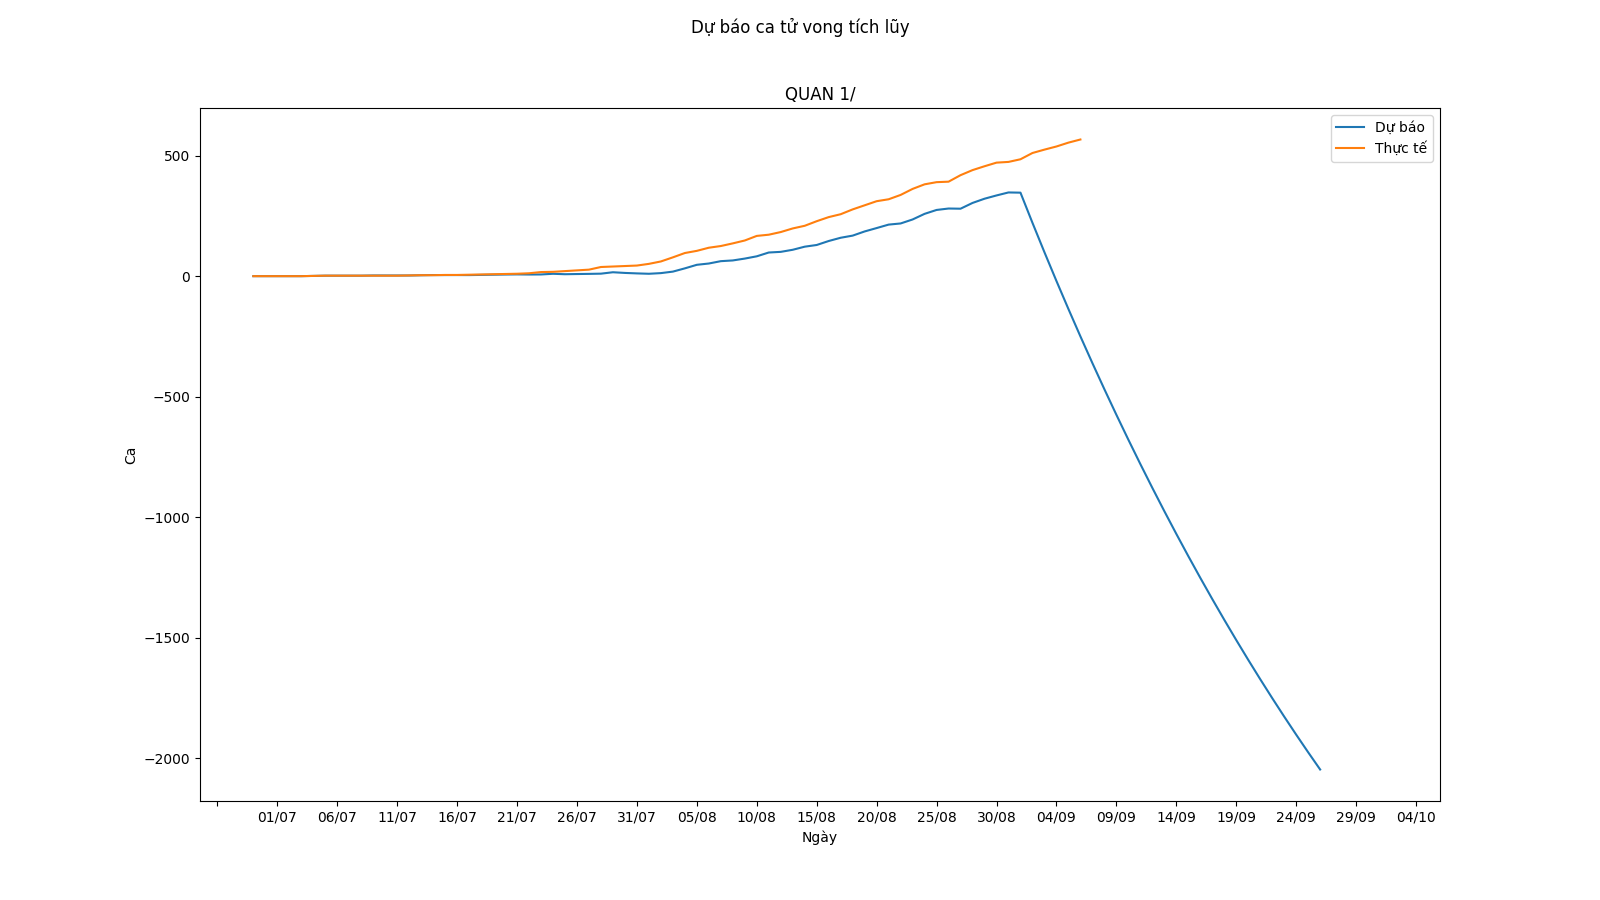 Dự báo ca tử vong tích lũy
QUAN 1/
Dự báo
Thực tế
500
0
−500
−1000
−1500
−2000
Ca
01/07 06/07 11/07 16/07 21/07 26/07 31/07 05/08 10/08 15/08 20/08 25/08 30/08 04/09 09/09 14/09 19/09 24/09 29/09 04/10
Ngày